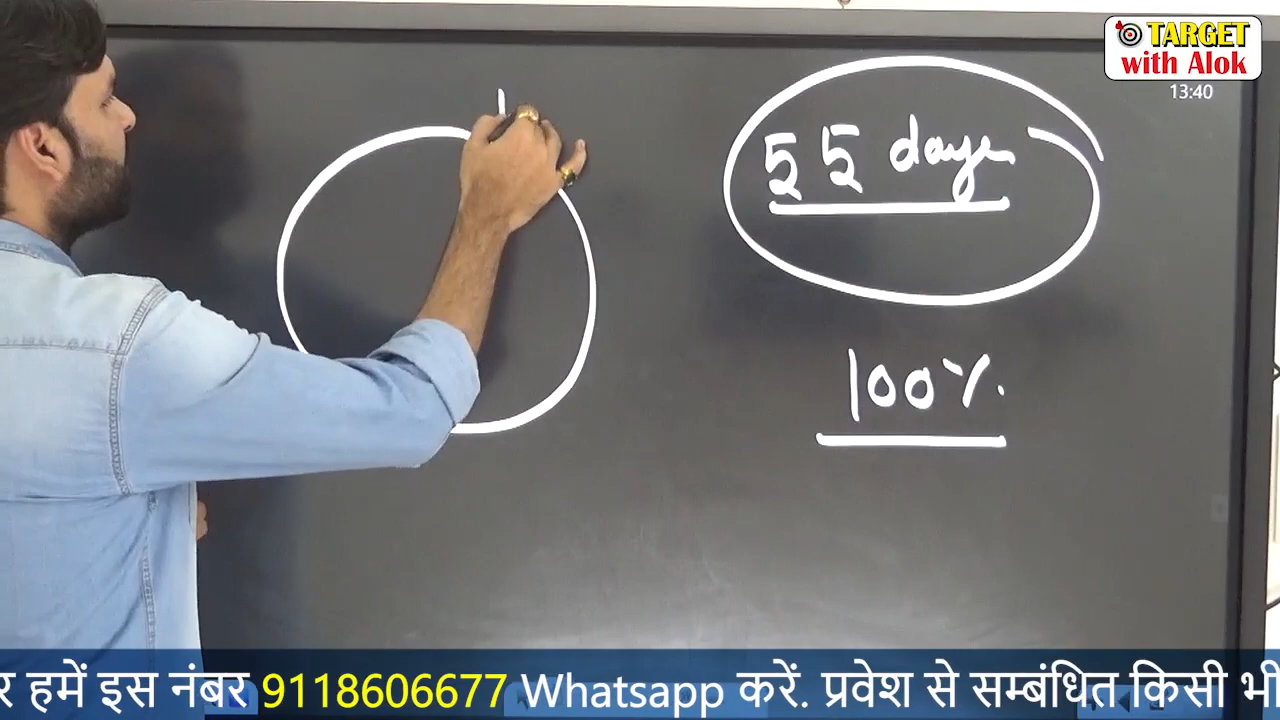 TARGET
with Alok
13:40
55 days
100%.
र हमें इस नंबर 9118606677 Whatsapp करें. प्रवेश से सम्बंधित किसी भी